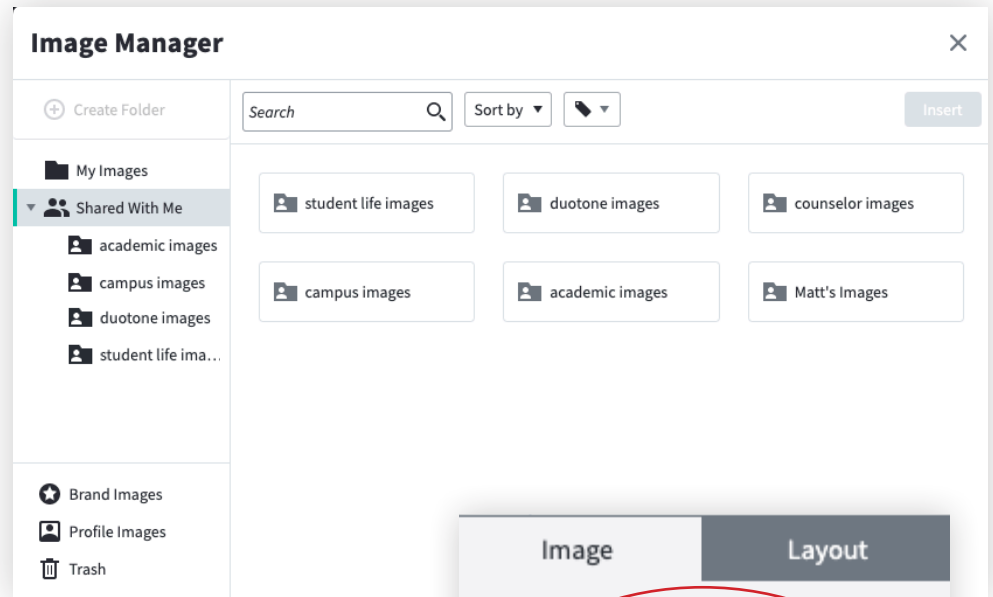 Image Manager
Create Folder
Search
Sort by
Insert
My Images
Shared With Me
academic images
campus images
duotone images
student life ima...
student life images
duotone images
counselor images
campus images
academic images
Matt's Images
Brand Images
Profile Images
Trash
Image
Layout